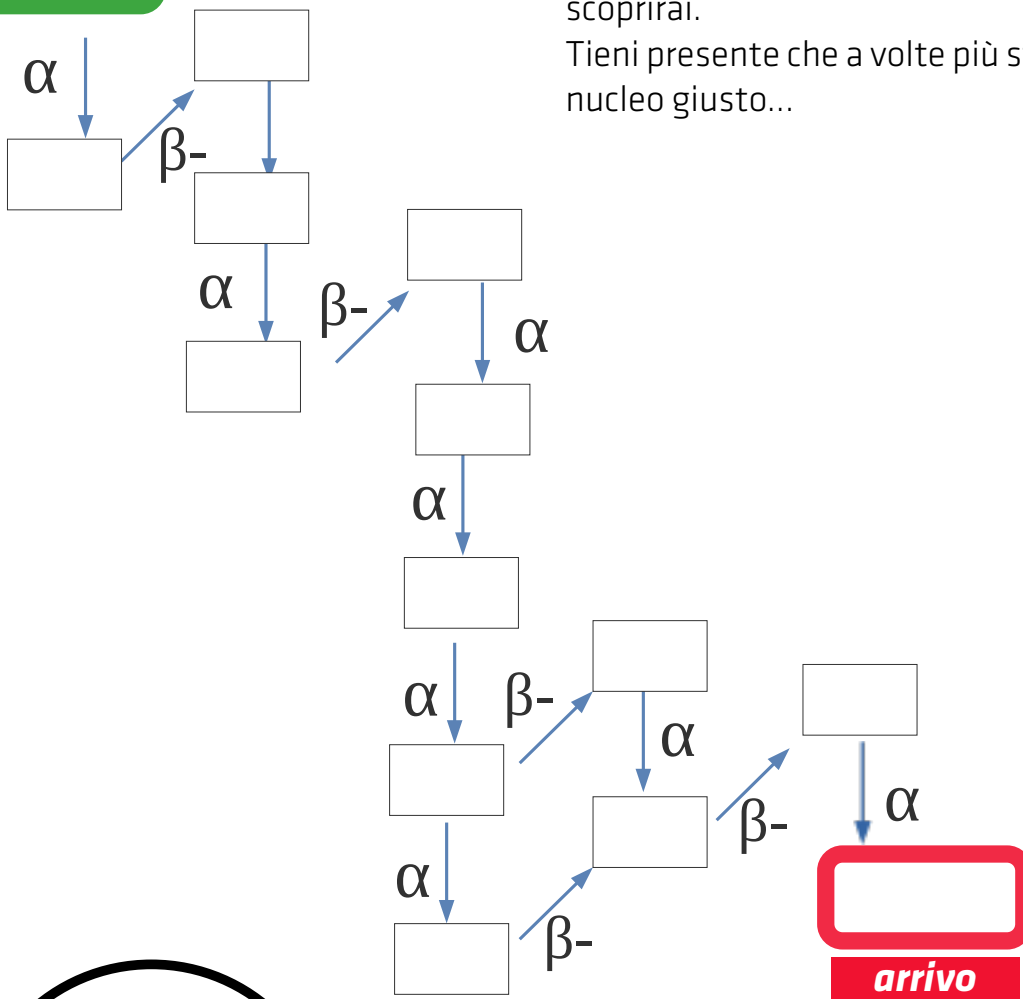 scoprirai.
Tieni presente che a volte più s
nucleo giusto...
α
β-
α
β-
α
α
α
β-
α
β-
α
α
β-
arrivo